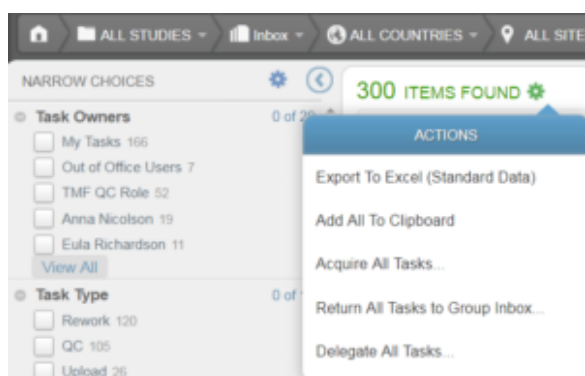 ALL STUDIES
Inbox
ALL COUNTRIES
ALL SITE
NARROW CHOICES
Task Owners 0 of
My Tasks 166
Out of Office Users 7
TMF QC Role 52
Anna Nicolson 19
Eula Richardson 11
View All
Task Type 0 of
Rework 120
QC 105
Upload 26
300 ITEMS FOUND
ACTIONS
Export To Excel (Standard Data)
Add All To Clipboard
Acquire All Tasks...
Return All Tasks to Group Inbox...
Delegate All Tasks...